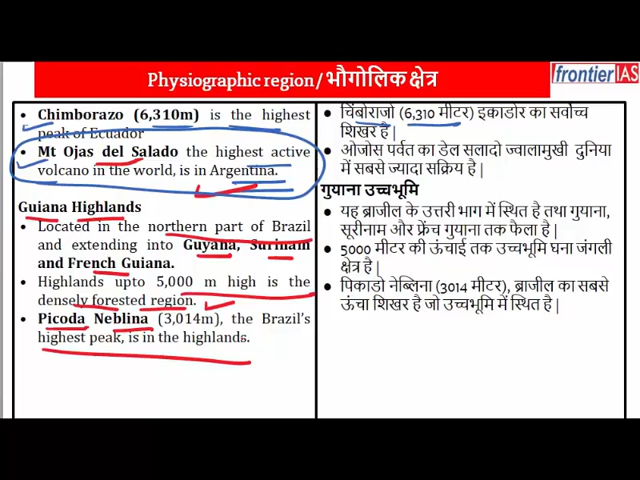 Physiographic region/ भौगोलिक क्षेत्र
frontier IAS
• Chimborazo (6,310m) is the highest
peak of Ecuador
• Mt Ojas del Salado the highest active
volcano in the world, is in Argentina.
Guiana Highlands
• Located in the northern part of Brazil
and extending into Guyana, Surinam
and French Guiana.
• Highlands upto 5,000 m high is the
densely forested region.
• Picoda Neblina (3,014m), the Brazil's
highest peak, is in the highlands.
• चिंबोराजो (6,310 मीटर) इकाडोर का सर्वोच्च
शिखर है|
• ओजोस पर्वत का डेल सलादो ज्वालामुखी दुनिया
में सबसे ज्यादा सक्रिय है|
गुयाना उच्चभूमि
• यह ब्राजील के उत्तरी भाग में स्थित है तथा गुयाना,
सूरीनाम और फ्रेंच गुयाना तक फैला है|
• 5000 मीटर की ऊंचाई तक उच्चभूमि घना जंगली
क्षेत्र है|
• पिकाडो नेब्लिना (3014 मीटर), ब्राजील का सबसे
ऊंचा शिखर है जो उच्चभूमि में स्थित है|